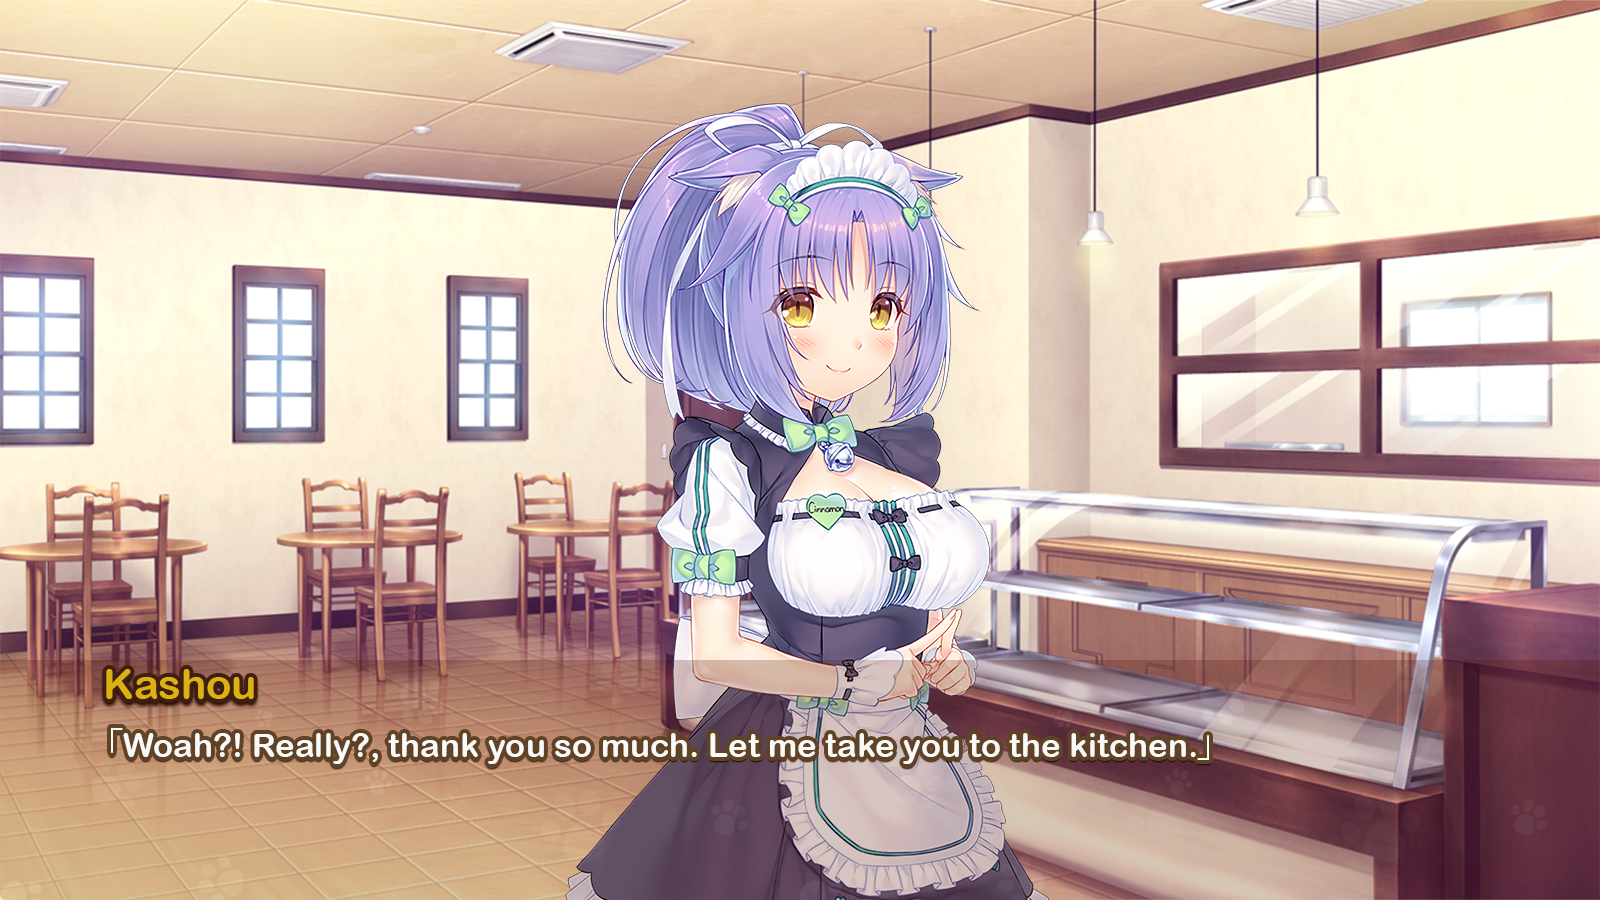 Cinnamon
Kashou
「Woah?! Really?, thank you so much. Let me take you to the kitchen.」